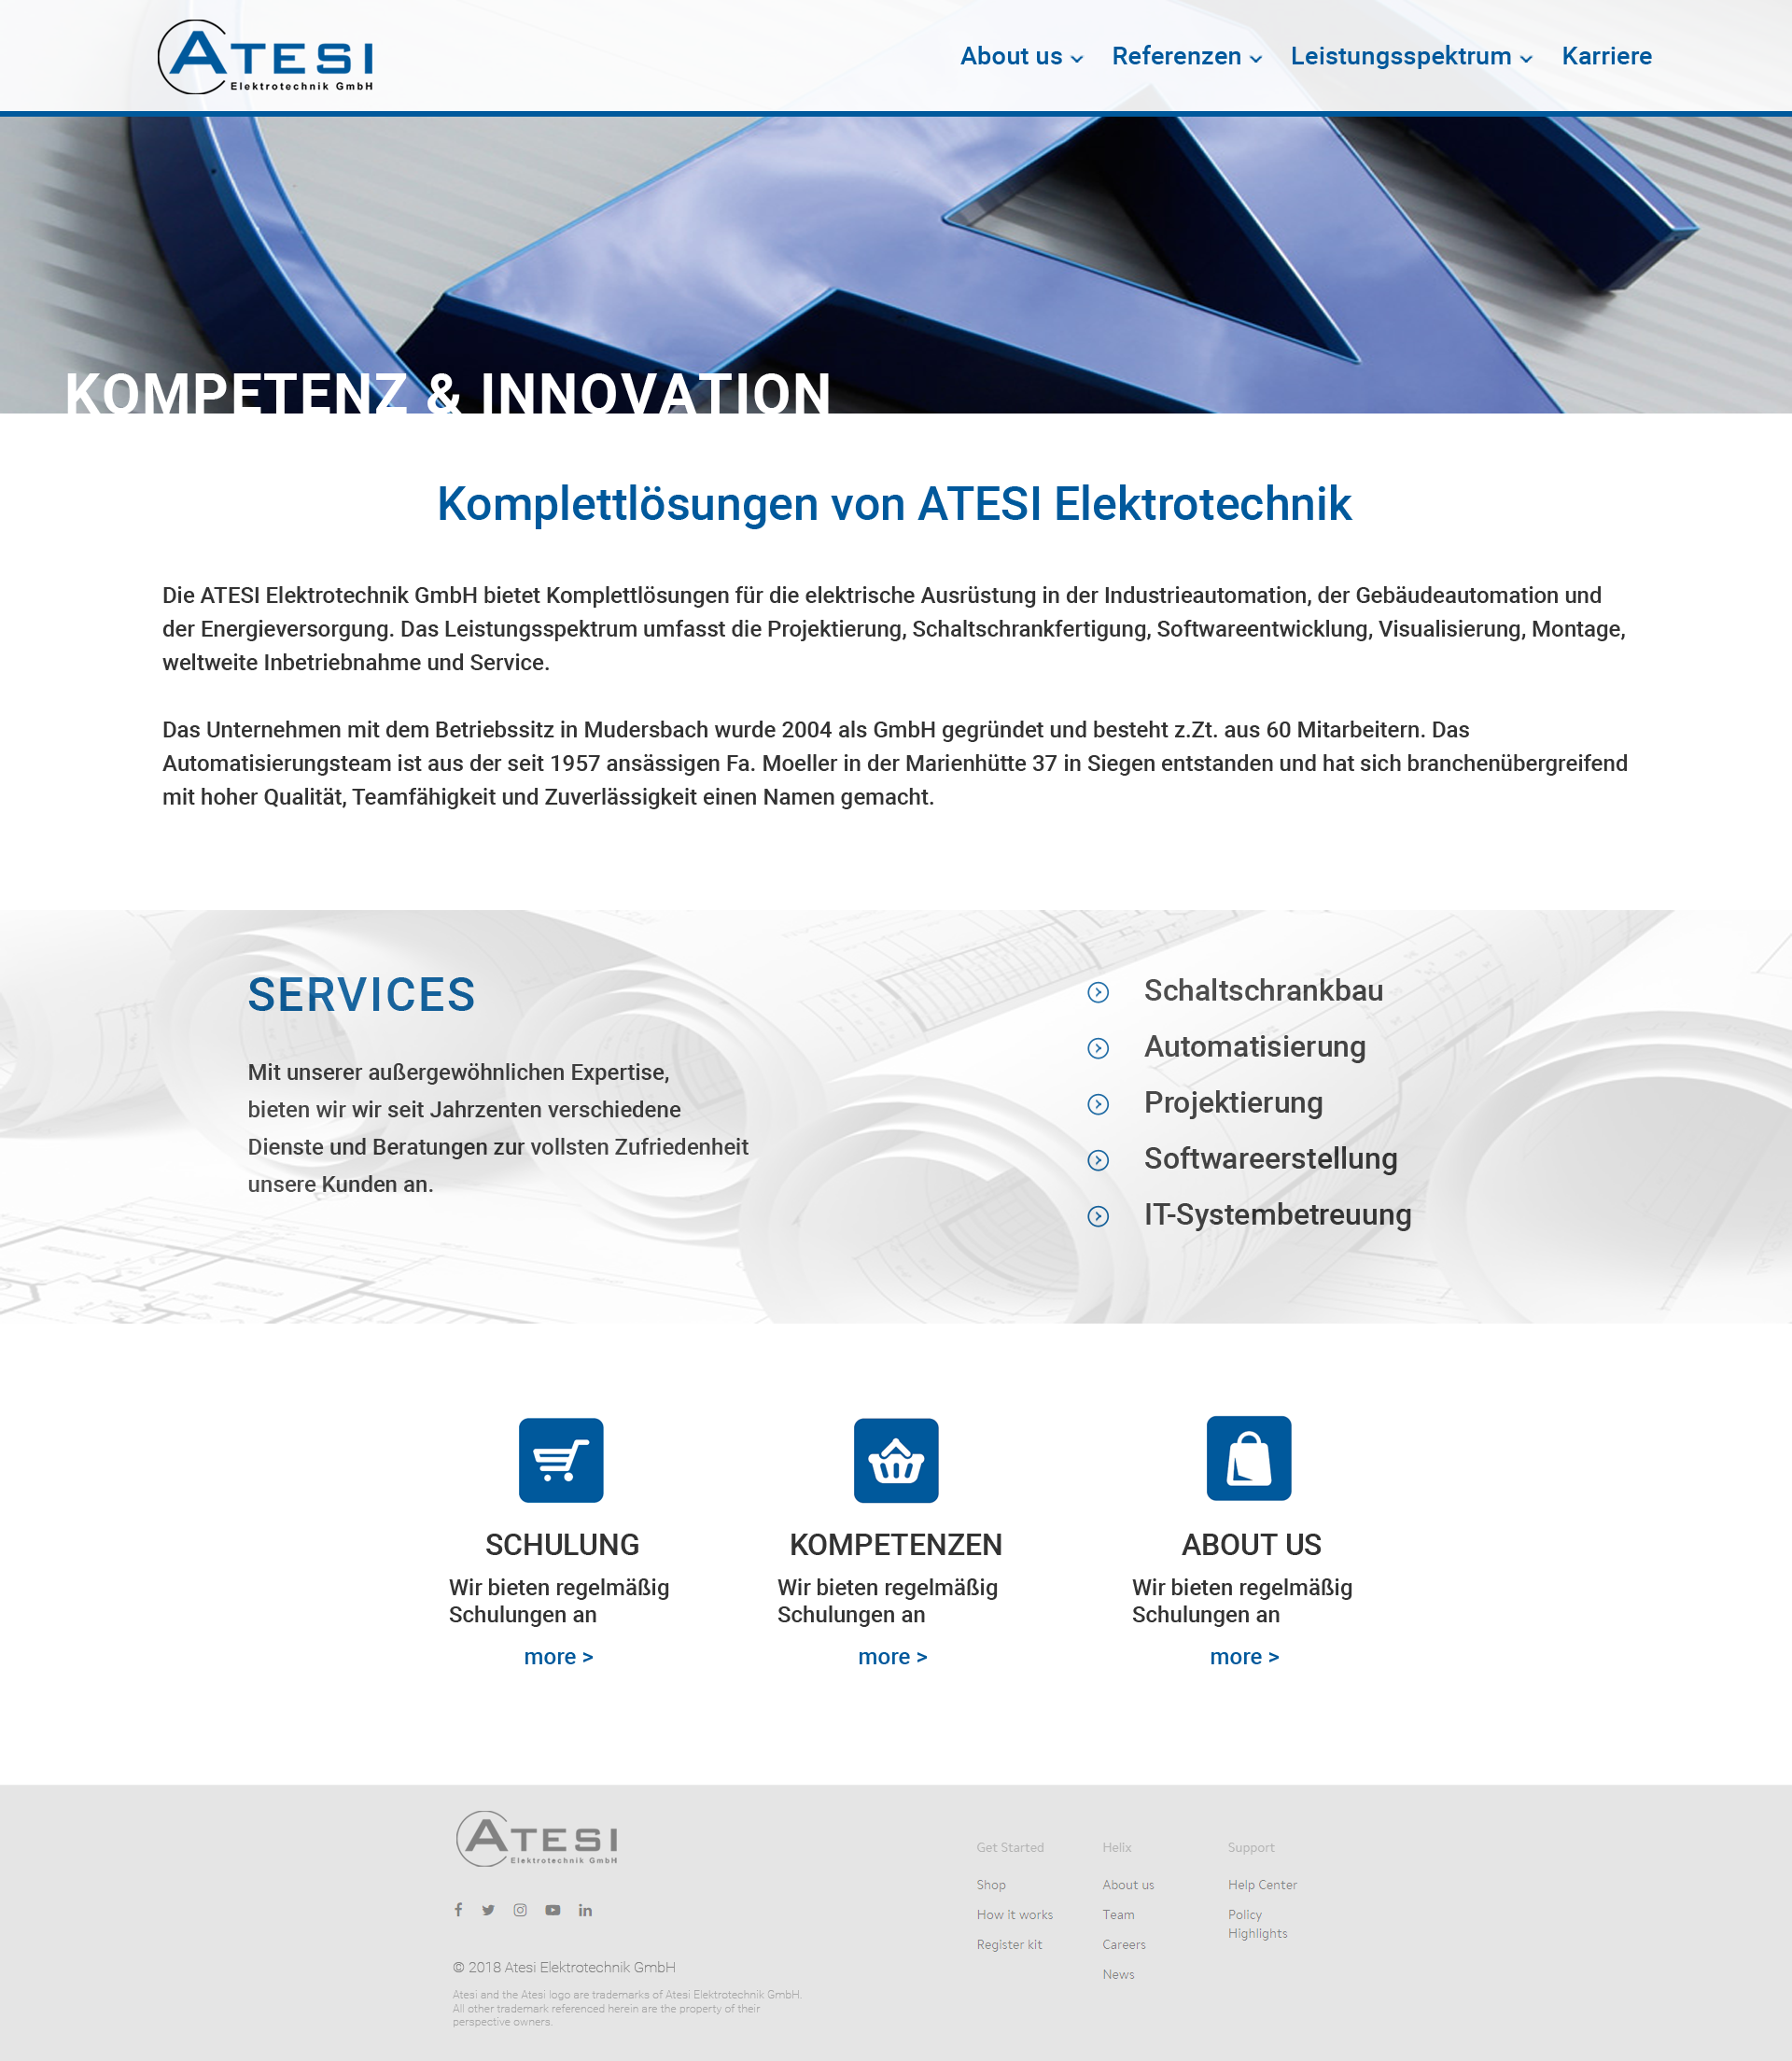 ATESI
Elektrotechnik GmbH
About us
Referenzen
Leistungsspektrum
Karriere
KOMPETENZ & INNOVATION
Komplettlösungen von ATESI Elektrotechnik
Die ATESI Elektrotechnik GmbH bietet Komplettlösungen für die elektrische Ausrüstung in der Industrieautomation, der Gebäudeautomation und
der Energieversorgung. Das Leistungsspektrum umfasst die Projektierung, Schaltschrankfertigung, Softwareentwicklung, Visualisierung, Montage,
weltweite Inbetriebnahme und Service.
Das Unternehmen mit dem Betriebssitz in Mudersbach wurde 2004 als GmbH gegründet und besteht z.Zt. aus 60 Mitarbeitern. Das
Automatisierungsteam ist aus der seit 1957 ansässigen Fa. Moeller in der Marienhütte 37 in Siegen entstanden und hat sich branchenübergreifend
mit hoher Qualität, Teamfähigkeit und Zuverlässigkeit einen Namen gemacht.
SERVICES
Mit unserer außergewöhnlichen Expertise,
bieten wir wir seit Jahrzenten verschiedene
Dienste und Beratungen zur vollsten Zufriedenheit
unsere Kunden an.
Schaltschrankbau
Automatisierung
Projektierung
Softwareerstellung
IT-Systembetreuung
SCHULUNG
Wir bieten regelmäßig
Schulungen an
more >
KOMPETENZEN
Wir bieten regelmäßig
Schulungen an
more >
ABOUT US
Wir bieten regelmäßig
Schulungen an
more >
ATESI
Elektrotechnik GmbH
© 2018 Atesi Elektrotechnik GmbH
Atesi and the Atesi logo are trademarks of Atesi Elektrotechnik GmbH.
All other trademark referenced herein are the property of their
perspective owners.
Get Started
Shop
How it works
Register kit
Helix
About us
Team
Careers
News
Support
Help Center
Policy
Highlights